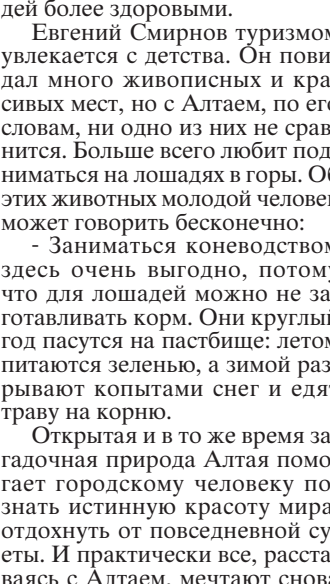 дей более здоровыми.
Евгений Смирнов туризмом
увлекается с детства. Он пови
дал много живописных и кра
сивых мест, но с Алтаем, по его
словам, ни одно из них не срав
нится. Больше всего любит под
ниматься на лошадях в горы. Об
этих животных молодой человек
может говорить бесконечно:
- Заниматься коневодством
здесь очень выгодно, потому
что для лошадей можно не за
готавливать корм. Они круглый
год пасутся на пастбище: летом
питаются зеленью, а зимой раз
рывают копытами снег и едят
траву на корню.
Открытая и в то же время за
гадочная природа Алтая помо
гает городскому человеку по
знать истинную красоту мира,
отдохнуть от повседневной су
еты. И практически все, расста
ваясь с Алтаем, мечтают снова